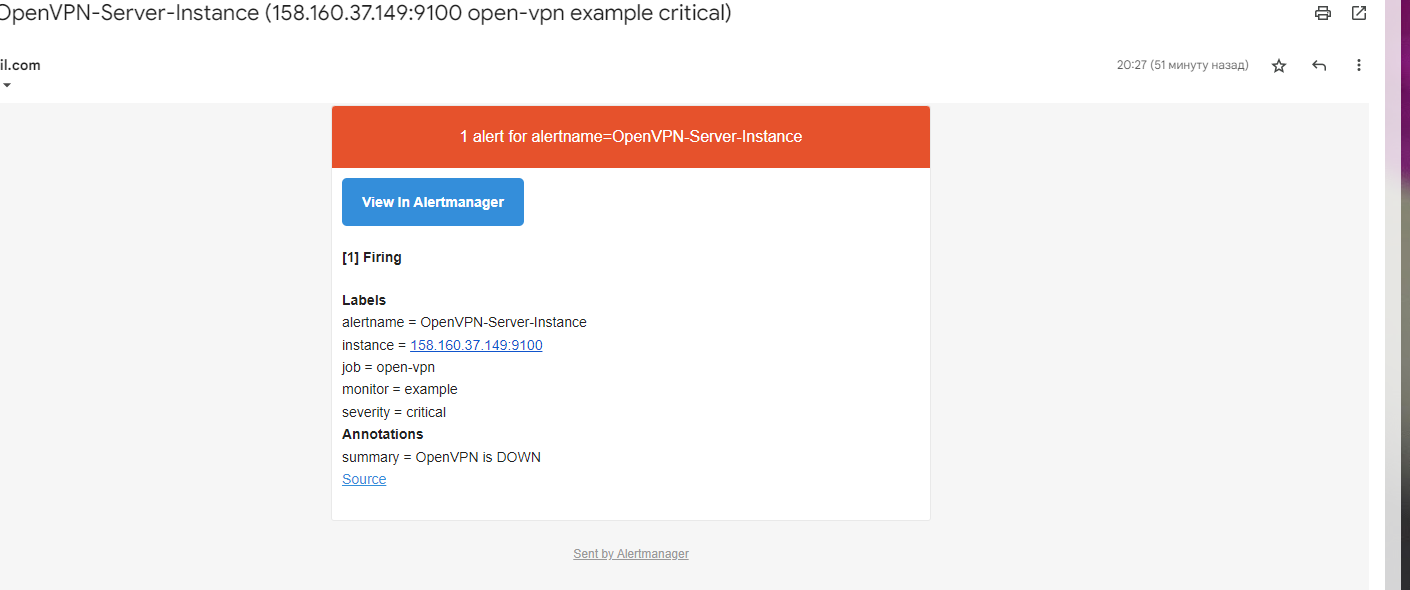 OpenVPN-Server-Instance (158.160.37.149:9100 open-vpn example critical)
il.com
20:27 (51 минуту назад)
1 alert for alertname=OpenVPN-Server-Instance
View In Alertmanager
[1] Firing
Labels
alertname = OpenVPN-Server-Instance
instance = 158.160.37.149:9100
job = open-vpn
monitor = example
severity = critical
Annotations
summary = OpenVPN is DOWN
Source
Sent by Alertmanager